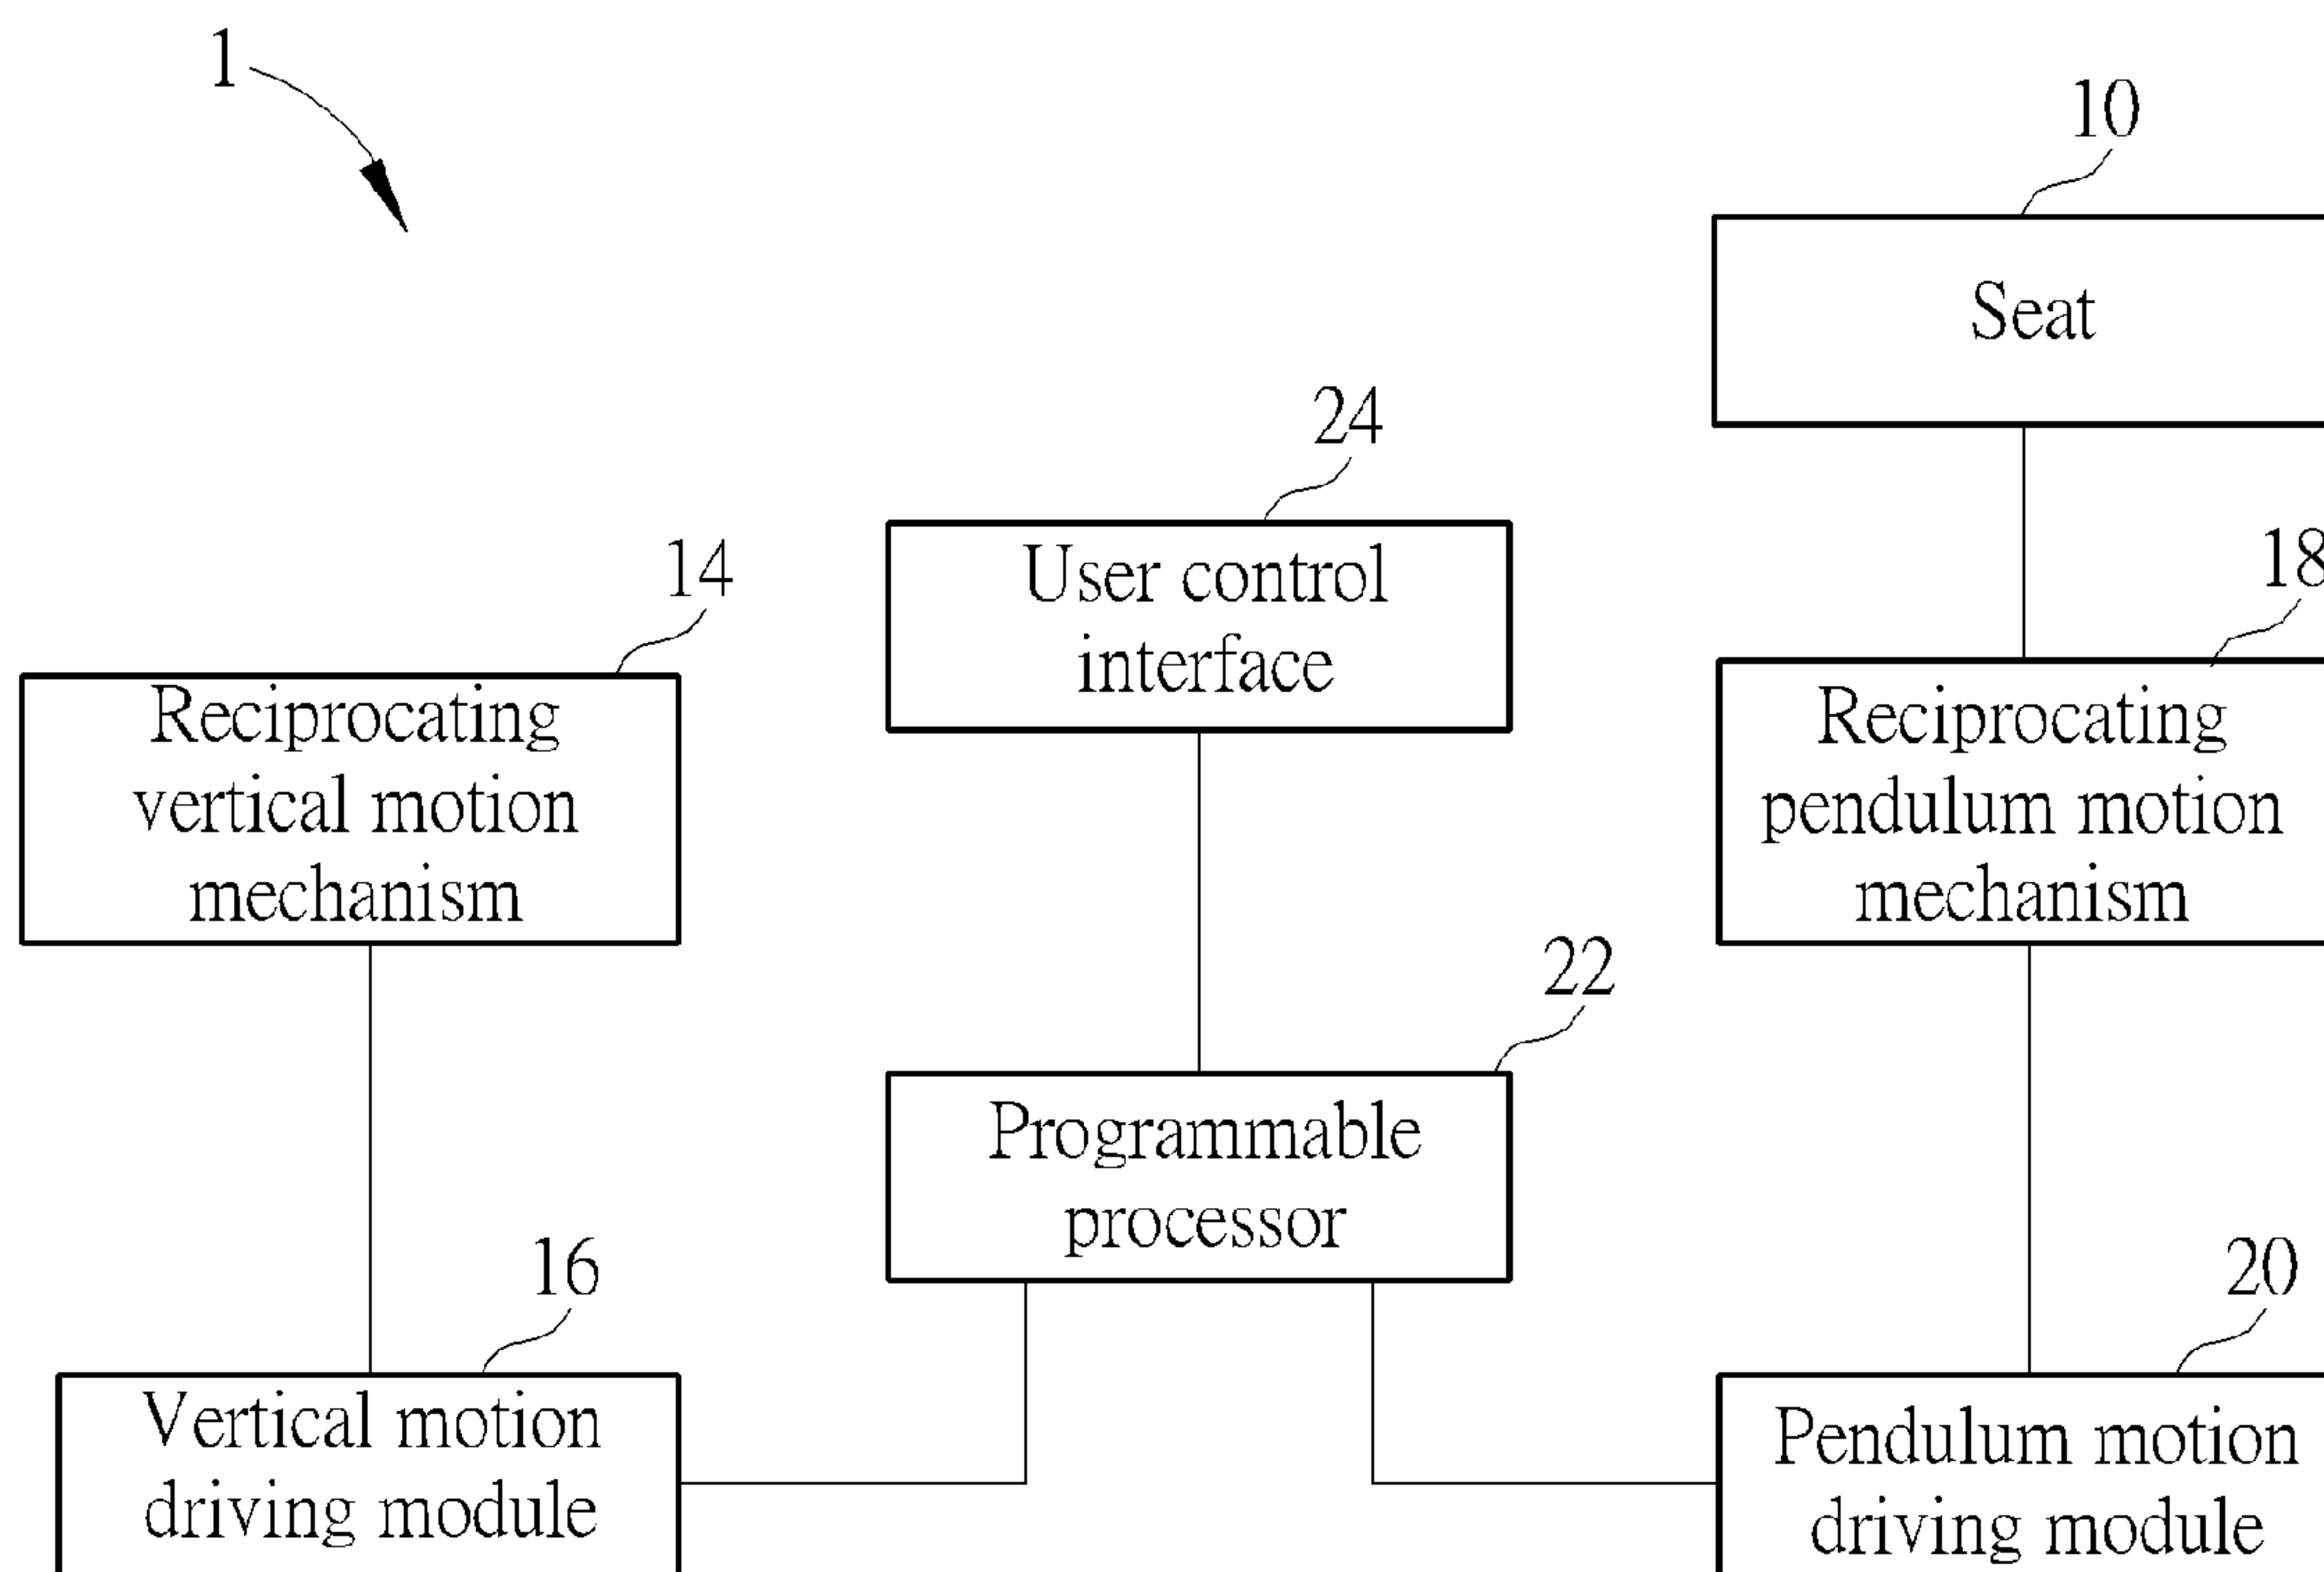 1
10
Seat
24
User control
interface
14
Reciprocating
vertical motion
mechanism
18
Reciprocating
pendulum motion
mechanism
22
Programmable
processor
16
Vertical motion
driving module
20
Pendulum motion
driving module